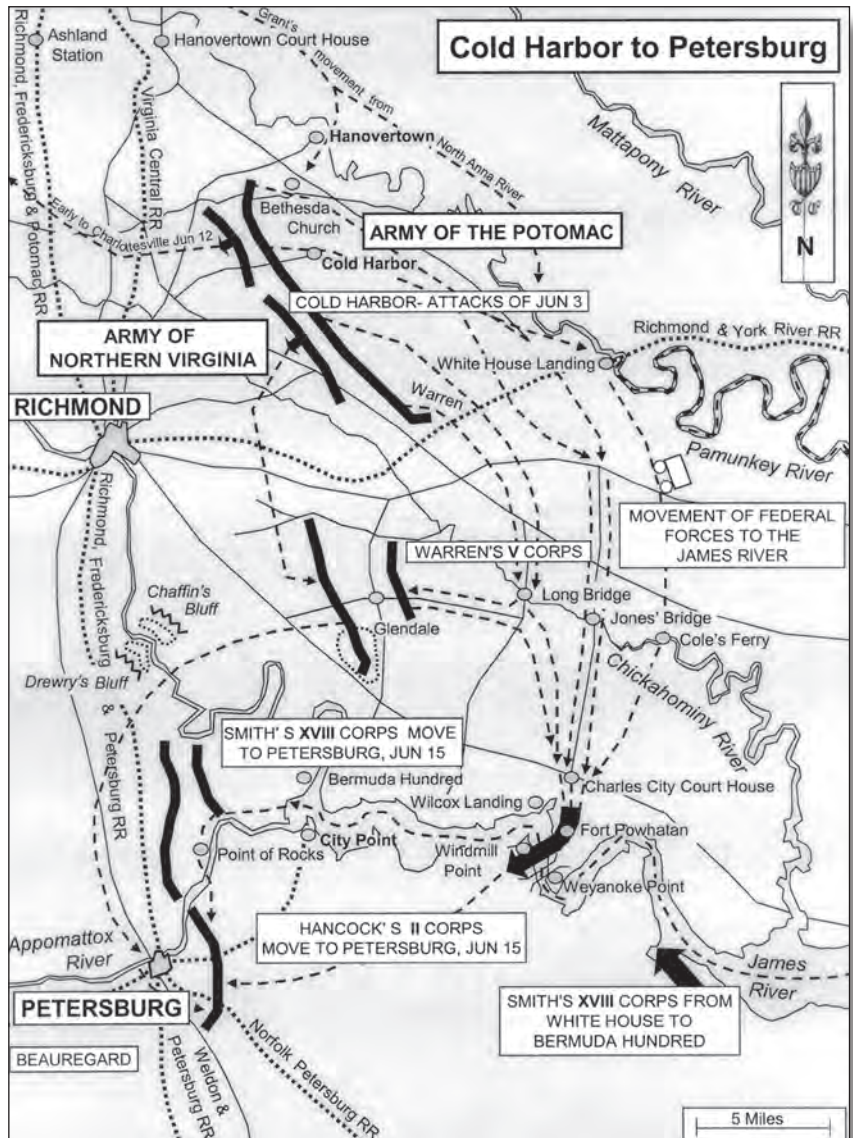 Cold Harbor to Petersburg
Grant's
movement from
North Anna River
Richmond, Fredericksburg & Potomac RR
Ashland
Station
Hanovertown Court House
Virginia Central RR
Mattapony River
N
Hanovertown
Bethesda
Church
Early to Charlottesville Jun 12
ARMY OF THE POTOMAC
Cold Harbor
COLD HARBOR- ATTACKS OF JUN 3
ARMY OF
NORTHERN VIRGINIA
Richmond & York River RR
White House Landing
Warren
RICHMOND
Pamunkey River
MOVEMENT OF FEDERAL
FORCES TO THE
JAMES RIVER
Richmond, Fredericksburg
& Petersburg RR
WARREN'S V CORPS
Chaffin's
Bluff
Long Bridge
Jones' Bridge
Glendale
Cole's Ferry
Drewry's Bluff
Chickahominy River
SMITH' S XVIII CORPS MOVE
TO PETERSBURG, JUN 15
Bermuda Hundred
Charles City Court House
Wilcox Landing
Fort Powhatan
City Point
Point of Rocks
Windmill
Point
Weyanoke Point
HANCOCK' S II CORPS
MOVE TO PETERSBURG, JUN 15
Appomattox
River
James
River
PETERSBURG
SMITH'S XVIII CORPS FROM
WHITE HOUSE TO
BERMUDA HUNDRED
BEAUREGARD
Weldon &
Petersburg RR
Norfolk Petersburg RR
5 Miles